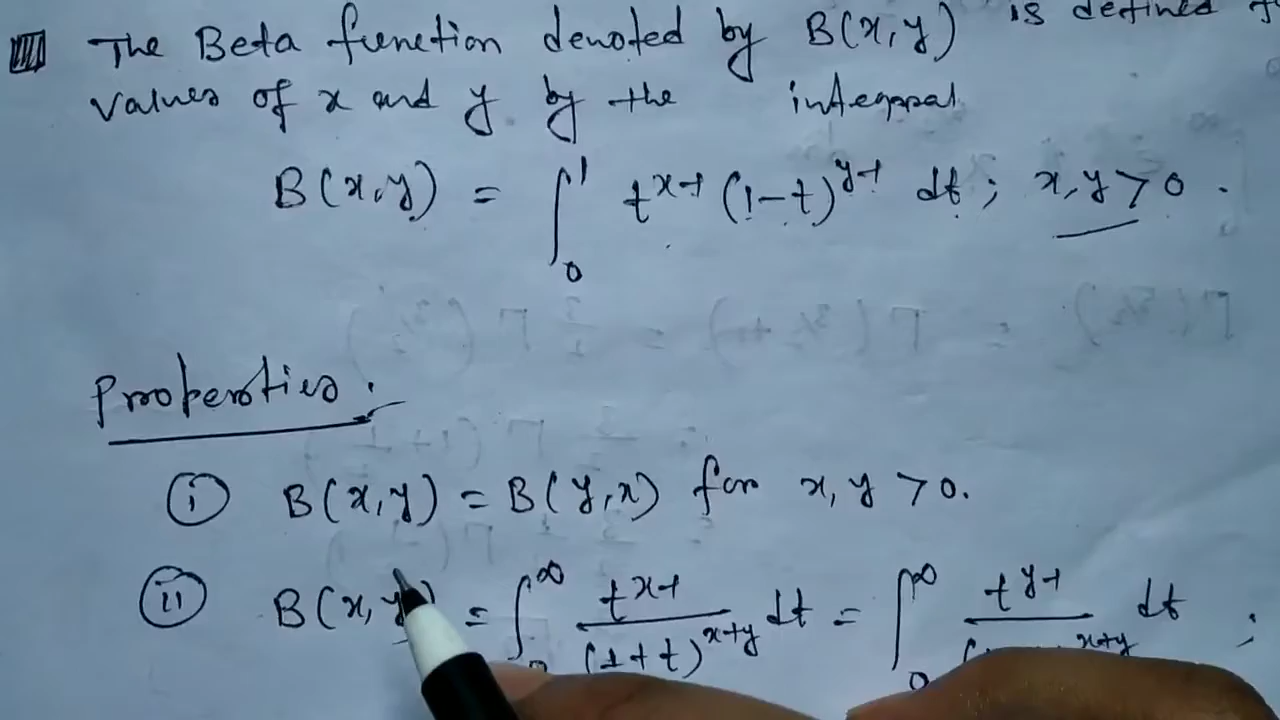 The Beta function denoted by B(x,y) is defined
values of x and y by the integral
B(x,y) = ∫₀¹ t^{x-1} (1-t)^{y-1} dt; x,y > 0.
Properties.
(i) B(x,y) = B(y,x) for x, y > 0.
(ii) B(x,y) = ∫₀^∞ t^{x-1} / (1+t)^{x+y} dt = ∫₀^∞ t^{y-1} / ( ^{x+y} dt ;